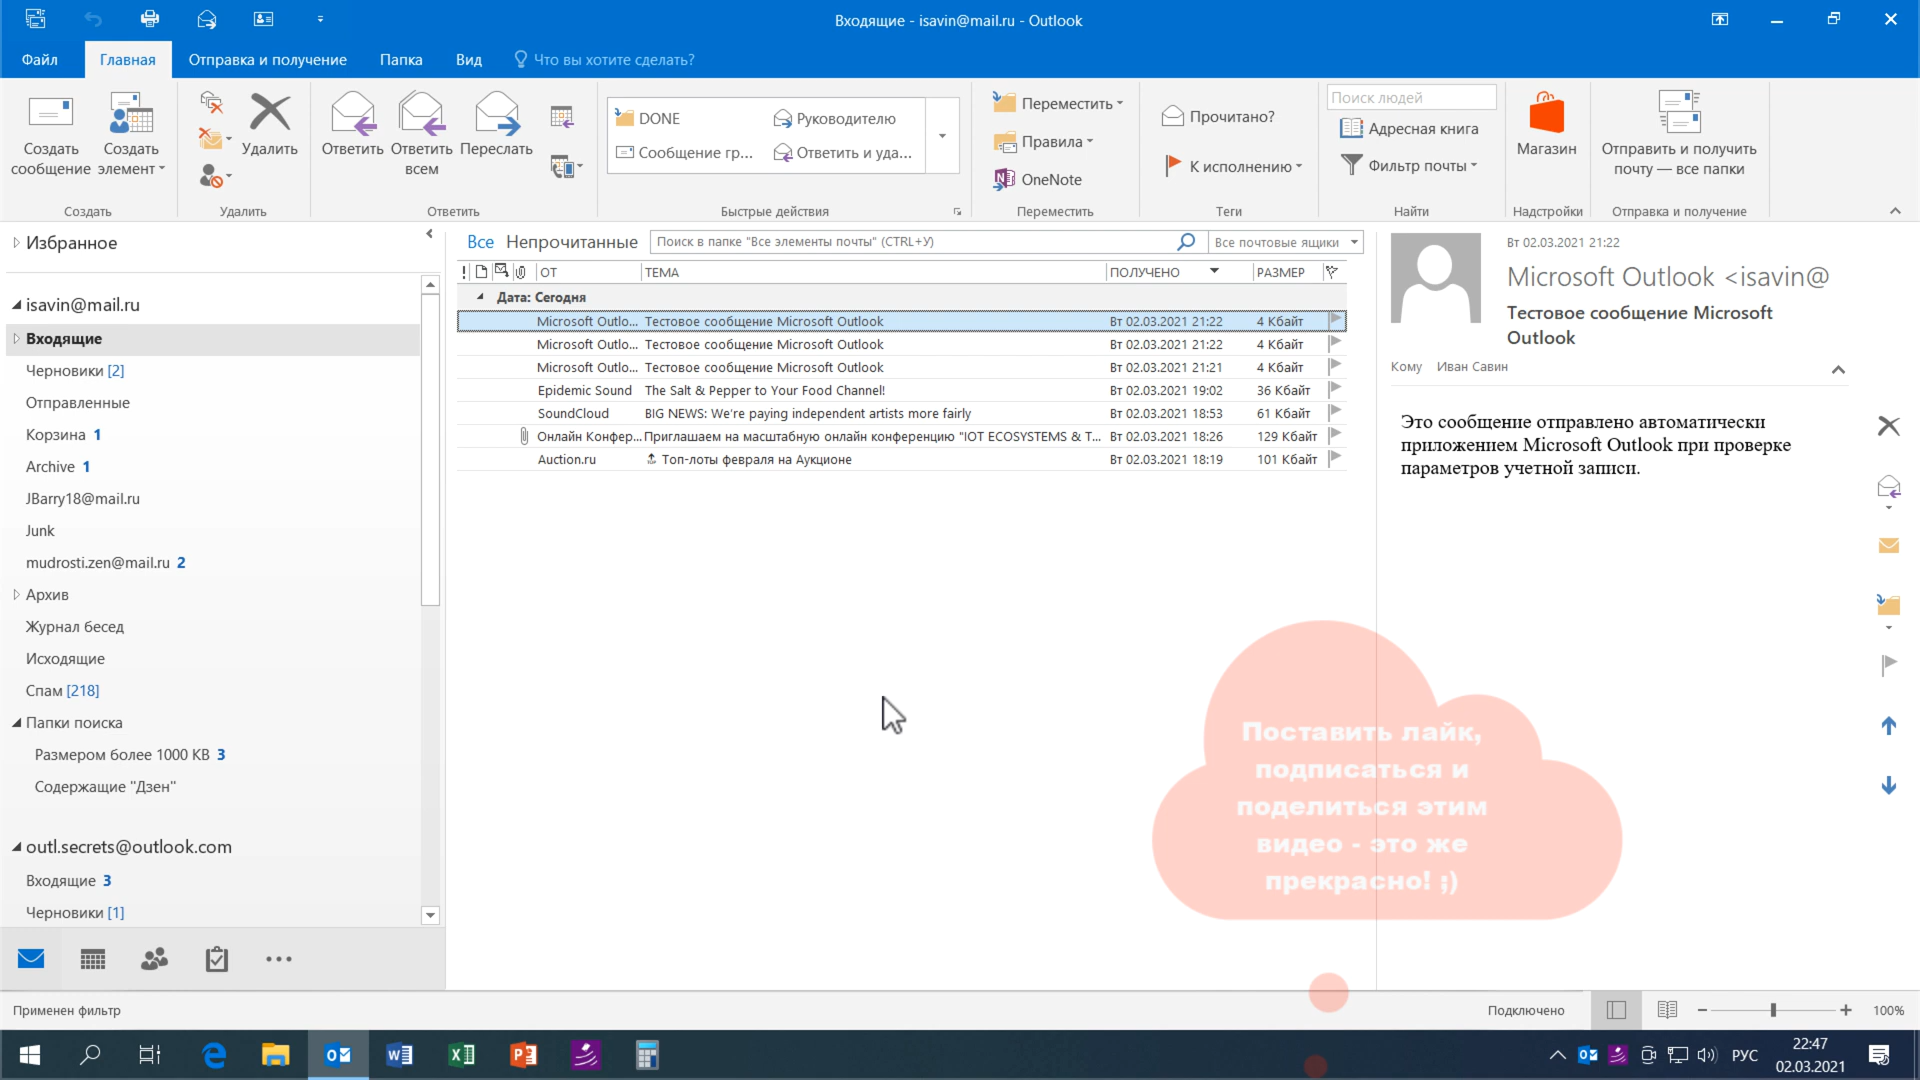 Входящие - isavin@mail.ru - Outlook
Файл Главная Отправка и получение Папка Вид Что вы хотите сделать?
Создать сообщение
Создать элемент
Создать
Удалить
Удалить
Ответить
Ответить всем
Переслать
Ответить
DONE
Руководителю
Сообщение гр...
Ответить и уда...
Быстрые действия
Переместить
Правила
OneNote
Переместить
Прочитано?
К исполнению
Теги
Поиск людей
Адресная книга
Фильтр почты
Найти
Магазин
Надстройки
Отправить и получить
почту — все папки
Отправка и получение
Избранное
isavin@mail.ru
Входящие
Черновики [2]
Отправленные
Корзина 1
Archive 1
JBarry18@mail.ru
Junk
mudrosti.zen@mail.ru 2
Архив
Журнал бесед
Исходящие
Спам [218]
Папки поиска
Размером более 1000 KB 3
Содержащие "Дзен"
outl.secrets@outlook.com
Входящие 3
Черновики [1]
Все Непрочитанные Поиск в папке "Все элементы почты" (CTRL+У) Все почтовые ящики
! ОТ ТЕМА ПОЛУЧЕНО РАЗМЕР
Дата: Сегодня
Microsoft Outlo... Тестовое сообщение Microsoft Outlook Вт 02.03.2021 21:22 4 Кбайт
Microsoft Outlo... Тестовое сообщение Microsoft Outlook Вт 02.03.2021 21:22 4 Кбайт
Microsoft Outlo... Тестовое сообщение Microsoft Outlook Вт 02.03.2021 21:21 4 Кбайт
Epidemic Sound The Salt & Pepper to Your Food Channel! Вт 02.03.2021 19:02 36 Кбайт
SoundCloud BIG NEWS: We're paying independent artists more fairly Вт 02.03.2021 18:53 61 Кбайт
Онлайн Конфер... Приглашаем на масштабную онлайн конференцию "IOT ECOSYSTEMS & T... Вт 02.03.2021 18:26 129 Кбайт
Auction.ru Топ-лоты февраля на Аукционе Вт 02.03.2021 18:19 101 Кбайт
Вт 02.03.2021 21:22
Microsoft Outlook <isavin@
Тестовое сообщение Microsoft
Outlook
Кому Иван Савин
Это сообщение отправлено автоматически
приложением Microsoft Outlook при проверке
параметров учетной записи.
Поставить лайк,
подписаться и
поделиться этим
видео - это же
прекрасно! ;)
Применен фильтр
Подключено
100%
РУС
22:47
02.03.2021